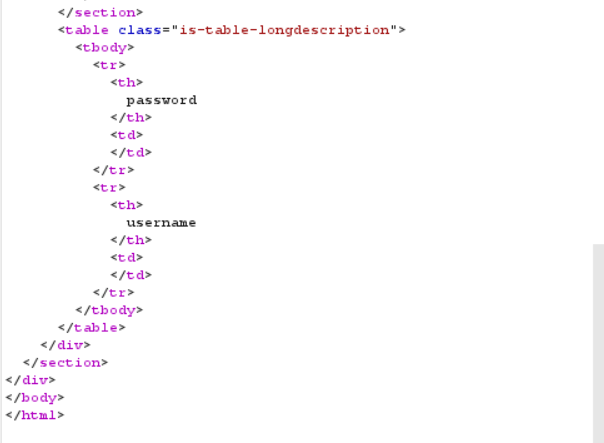 </section>
<table class="is-table-longdescription">
<tbody>
<tr>
<th>
password
</th>
<td>
</td>
</tr>
<tr>
<th>
username
</th>
<td>
</td>
</tr>
</tbody>
</table>
</div>
</section>
</div>
</body>
</html>